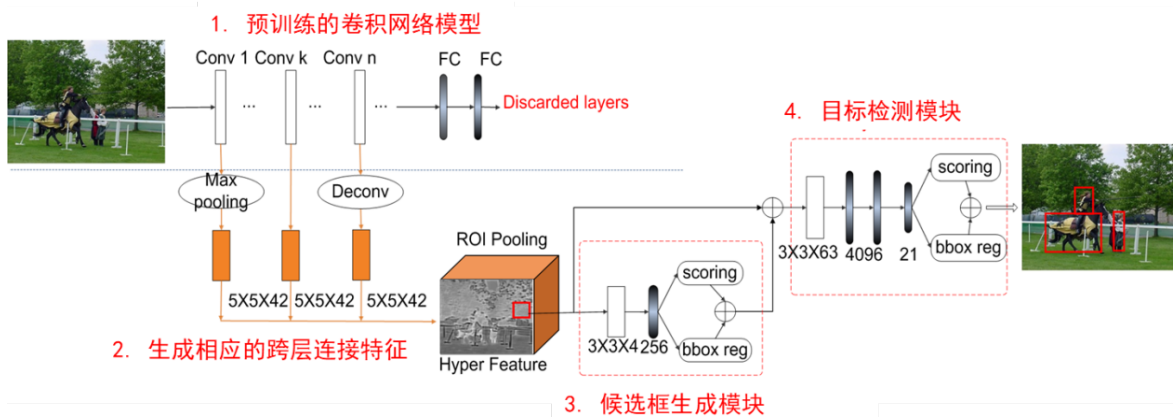 1. 预训练的卷积网络模型
Conv 1 Conv k Conv n FC FC
... ... ...
Discarded layers
4. 目标检测模块
Max pooling
Deconv
scoring
bbox reg
3X3X63 4096 21
ROI Pooling
5X5X42 5X5X42 5X5X42
scoring
bbox reg
3X3X4 256
Hyper Feature
2. 生成相应的跨层连接特征
3. 候选框生成模块